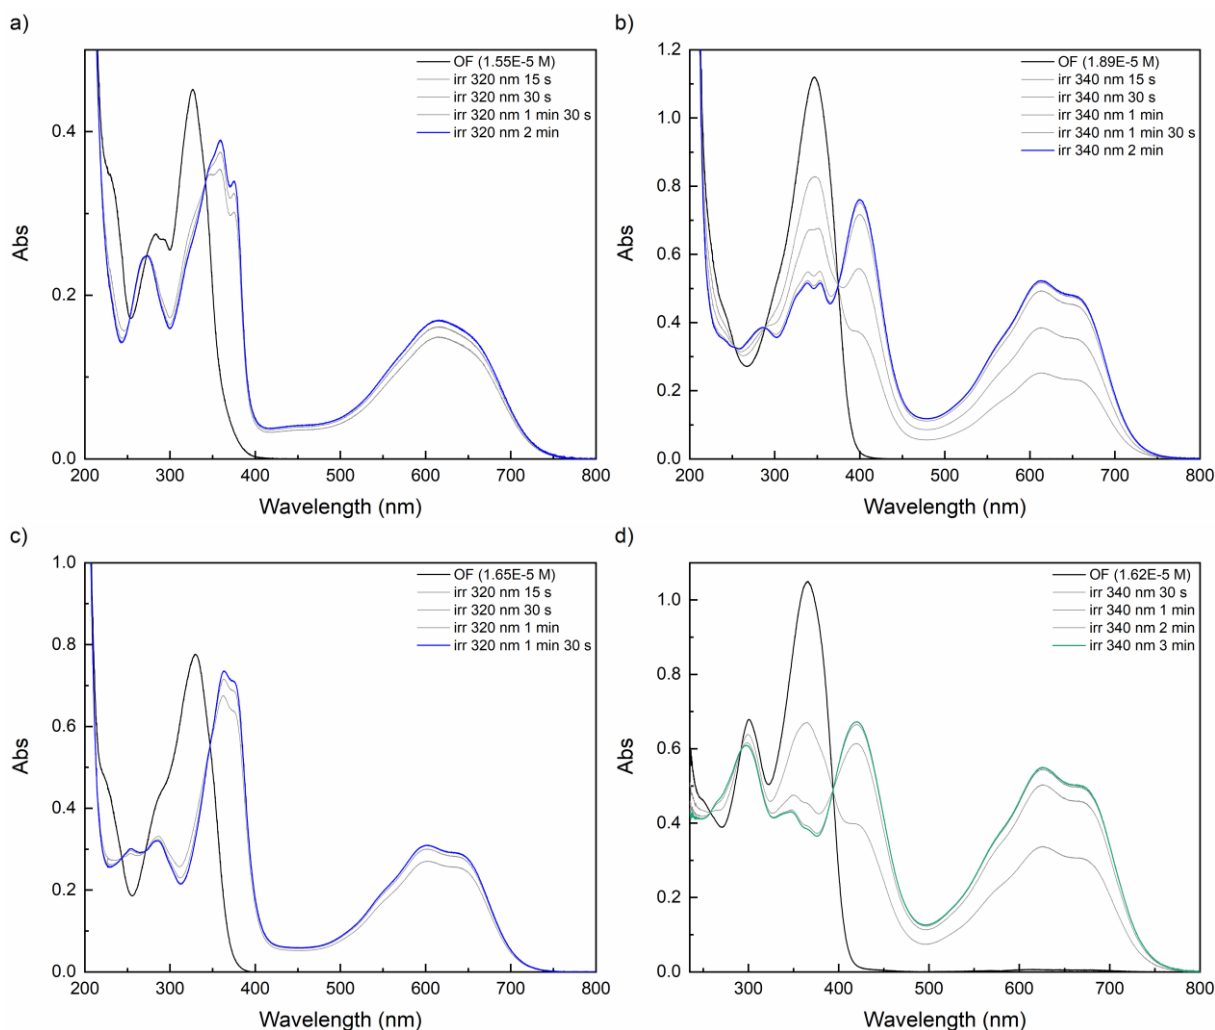 a)
0.4
0.2
0.0
Abs
OF (1.55E-5 M)
irr 320 nm 15 s
irr 320 nm 30 s
irr 320 nm 1 min 30 s
irr 320 nm 2 min
200 300 400 500 600 700 800
Wavelength (nm)
b)
1.2
1.0
0.8
0.6
0.4
0.2
0.0
Abs
OF (1.89E-5 M)
irr 340 nm 15 s
irr 340 nm 30 s
irr 340 nm 1 min
irr 340 nm 1 min 30 s
irr 340 nm 2 min
200 300 400 500 600 700 800
Wavelength (nm)
c)
1.0
0.8
0.6
0.4
0.2
0.0
Abs
OF (1.65E-5 M)
irr 320 nm 15 s
irr 320 nm 30 s
irr 320 nm 1 min
irr 320 nm 1 min 30 s
200 300 400 500 600 700 800
Wavelength (nm)
d)
1.0
0.8
0.6
0.4
0.2
0.0
Abs
OF (1.62E-5 M)
irr 340 nm 30 s
irr 340 nm 1 min
irr 340 nm 2 min
irr 340 nm 3 min
300 400 500 600 700 800
Wavelength (nm)